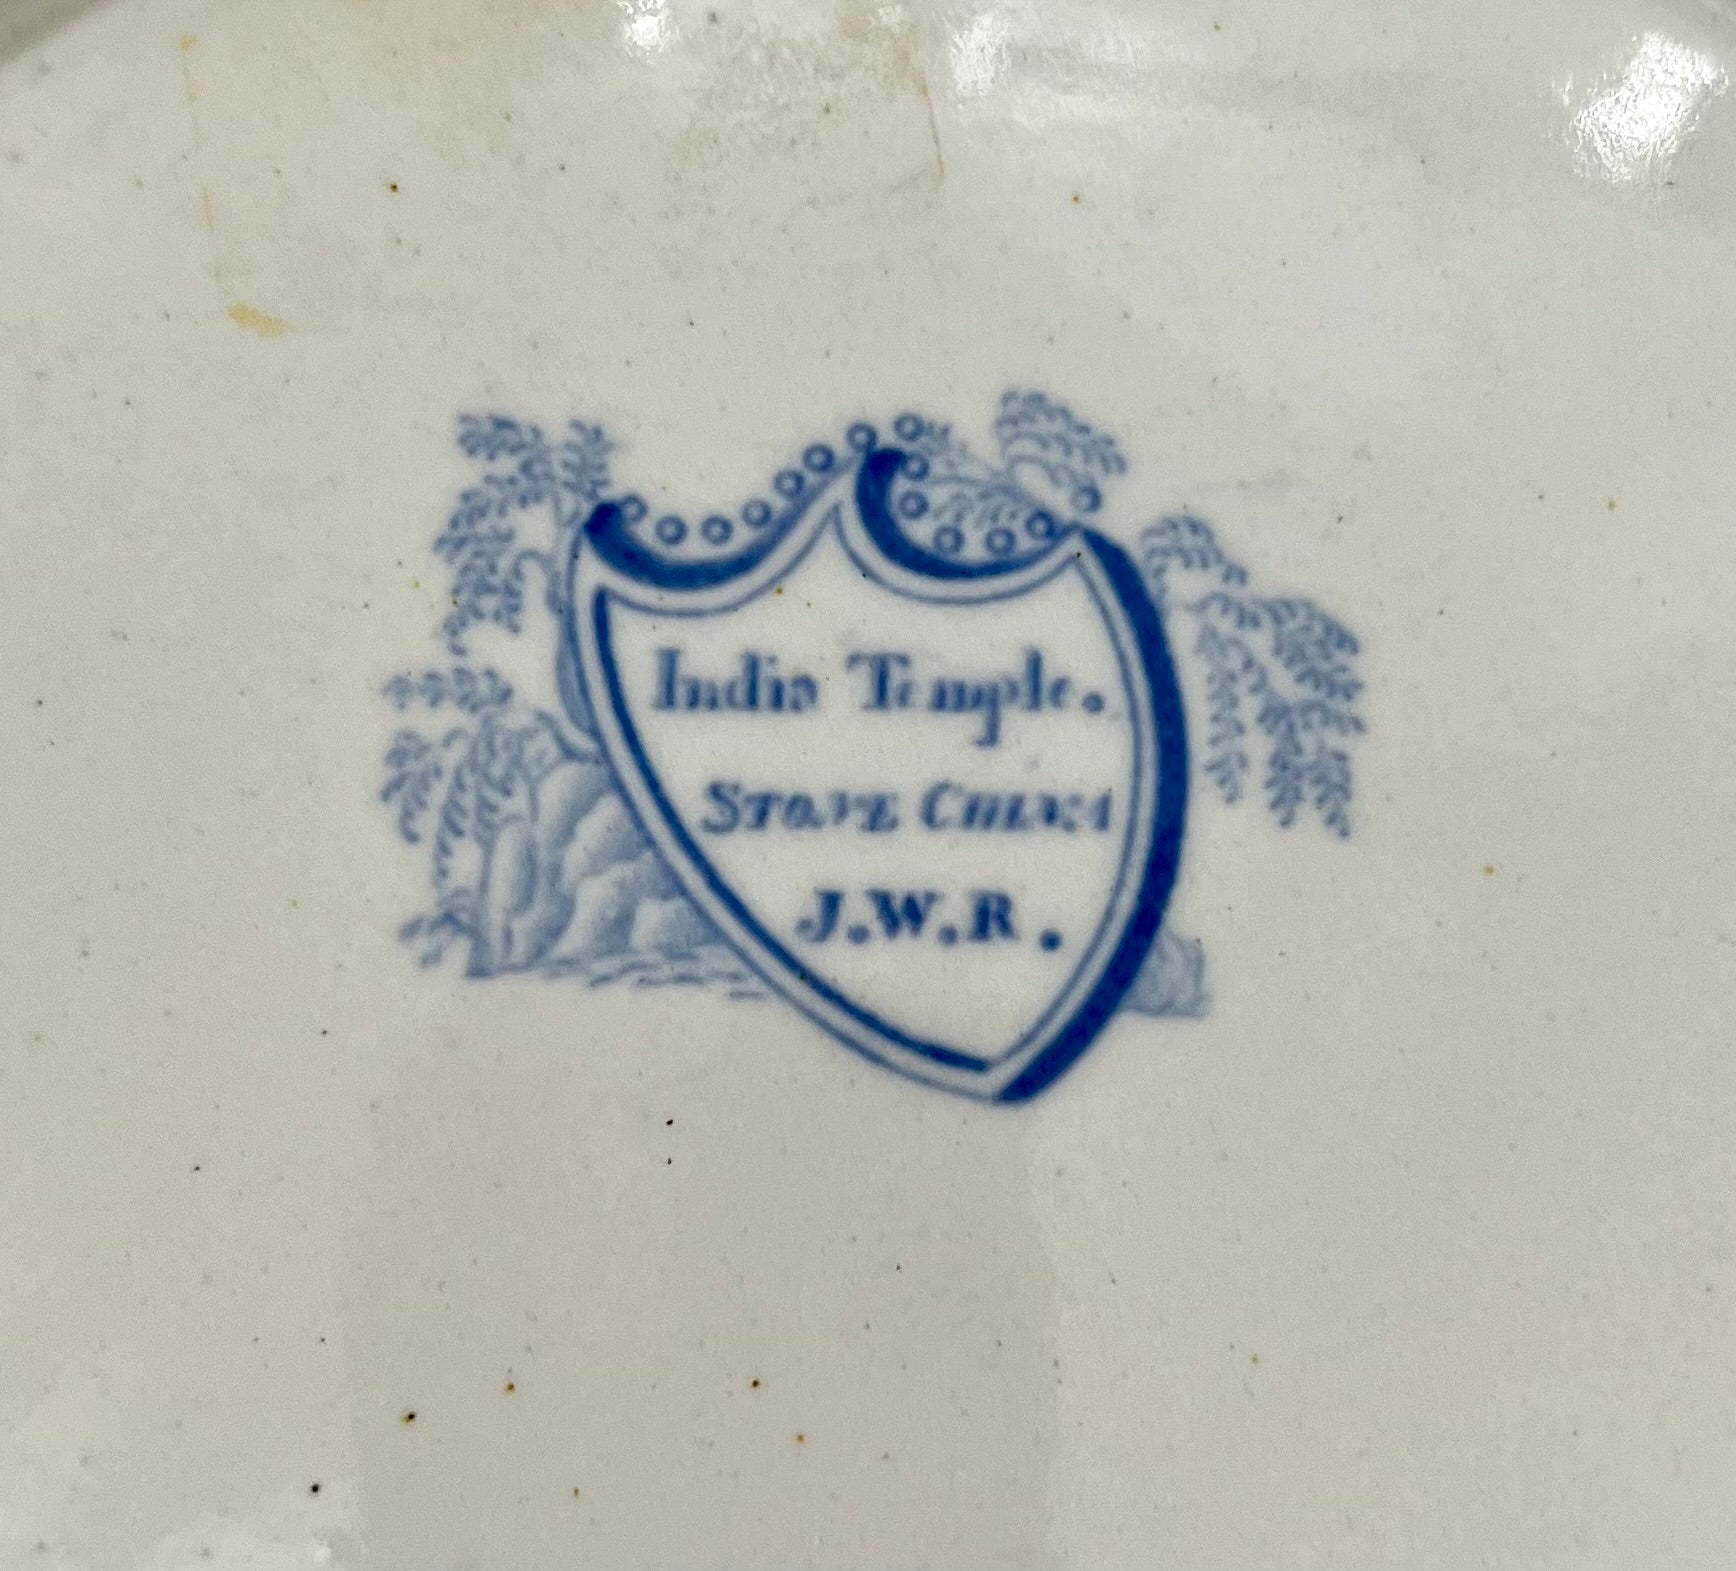 India Temple.
STONE CHINA
J.W.R.